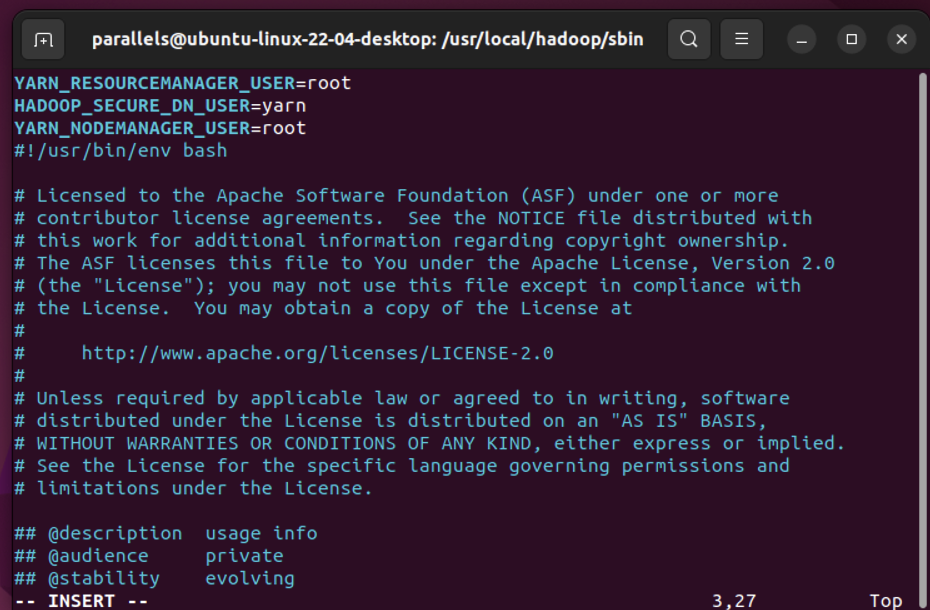 parallels@ubuntu-linux-22-04-desktop: /usr/local/hadoop/sbin
YARN_RESOURCEMANAGER_USER=root
HADOOP_SECURE_DN_USER=yarn
YARN_NODEMANAGER_USER=root
#!/usr/bin/env bash

# Licensed to the Apache Software Foundation (ASF) under one or more
# contributor license agreements.  See the NOTICE file distributed with
# this work for additional information regarding copyright ownership.
# The ASF licenses this file to You under the Apache License, Version 2.0
# (the "License"); you may not use this file except in compliance with
# the License.  You may obtain a copy of the License at
#
#     http://www.apache.org/licenses/LICENSE-2.0
#
# Unless required by applicable law or agreed to in writing, software
# distributed under the License is distributed on an "AS IS" BASIS,
# WITHOUT WARRANTIES OR CONDITIONS OF ANY KIND, either express or implied.
# See the License for the specific language governing permissions and
# limitations under the License.

## @description  usage info
## @audience     private
## @stability    evolving
-- INSERT --                                                  3,27          Top